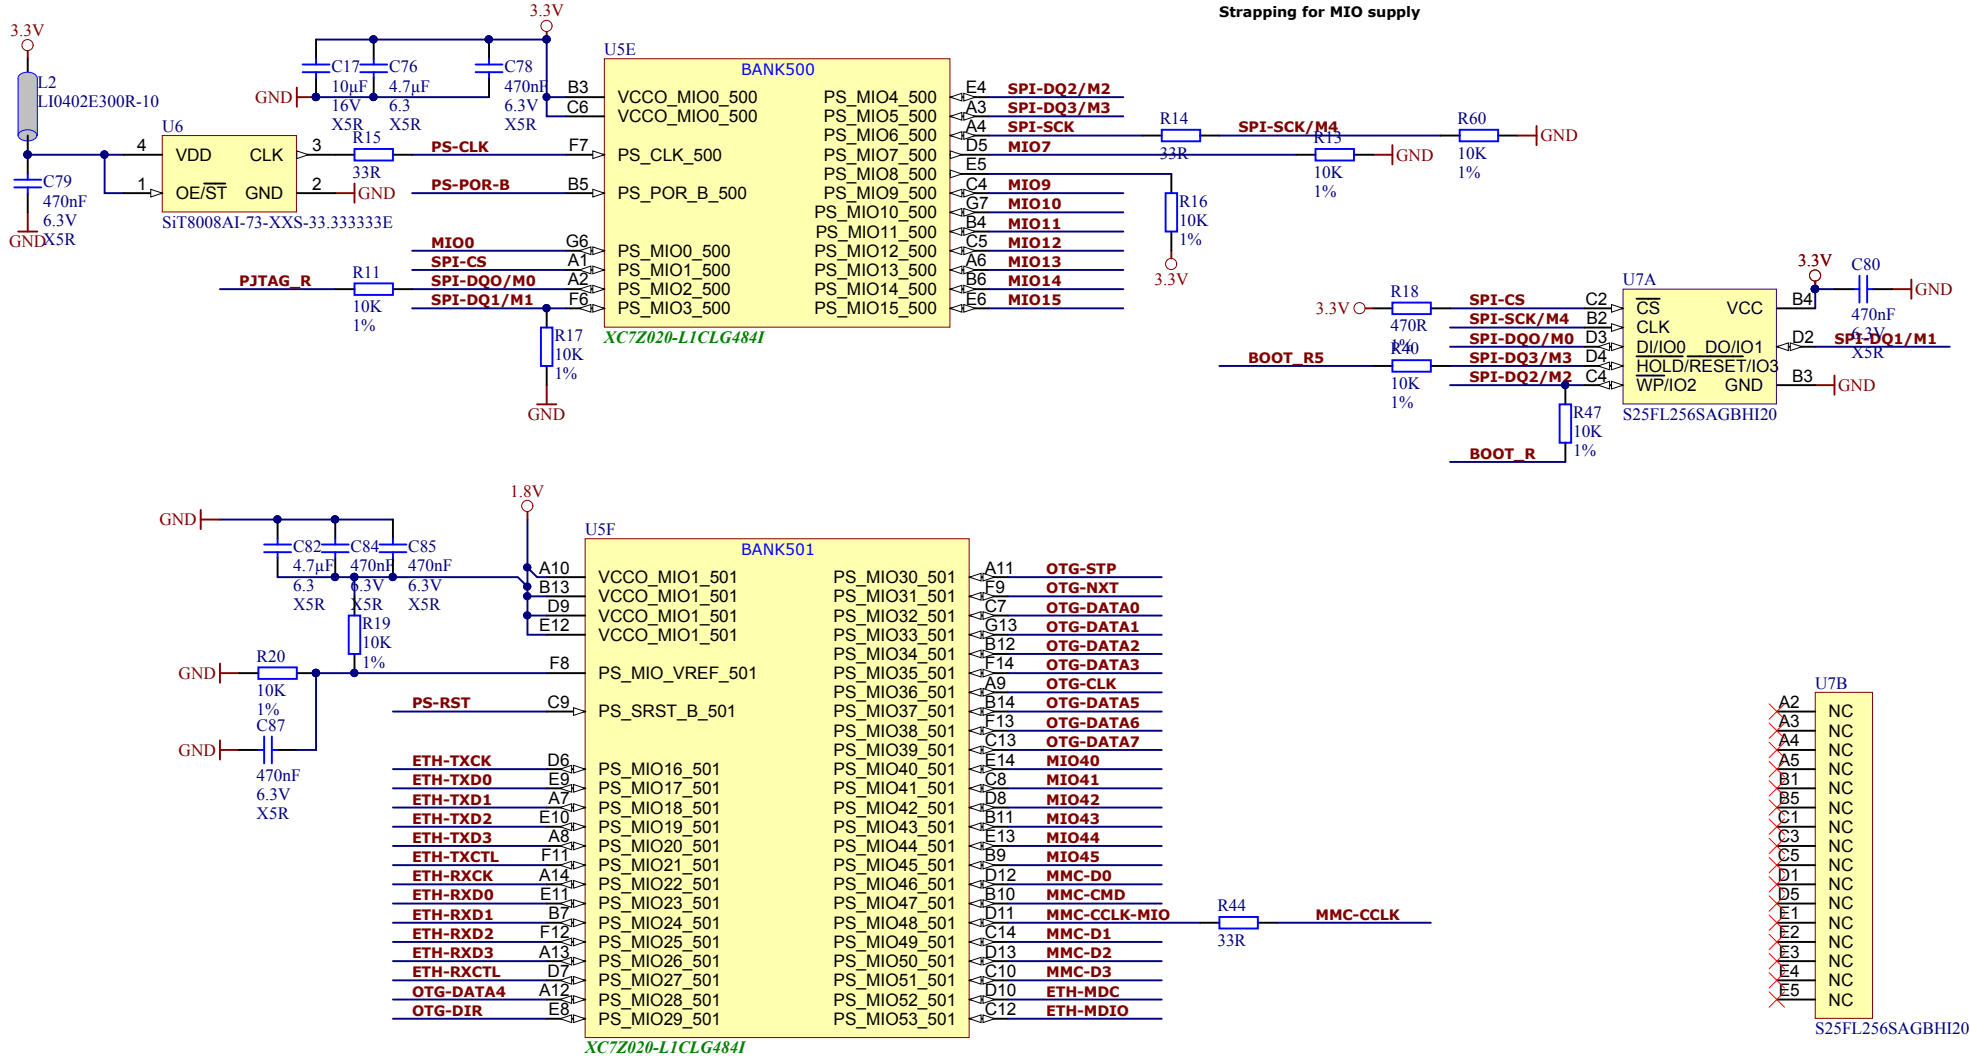 Strapping for MIO supply
3.3V
L2
LI0402E300R-10
C79
470nF
6.3V
X5R
GND
U6
4 VDD CLK 3
1 OE/ST GND 2
SiT8008AI-73-XXS-33.333333E
R15
33R
GND
3.3V
C17
10µF
16V
X5R
C76
4.7µF
6.3
X5R
C78
470nF
6.3V
X5R
GND
PS-CLK
PS-POR-B
MIO0
SPI-CS
SPI-DQO/M0
SPI-DQ1/M1
PJTAG_R
R11
10K
1%
R17
10K
1%
GND
U5E
BANK500
B3 VCCO_MIO0_500
C6 VCCO_MIO0_500
F7 PS_CLK_500
B5 PS_POR_B_500
G6 PS_MIO0_500
A1 PS_MIO1_500
A2 PS_MIO2_500
F6 PS_MIO3_500
PS_MIO4_500 E4 SPI-DQ2/M2
PS_MIO5_500 A3 SPI-DQ3/M3
PS_MIO6_500 A4 SPI-SCK
PS_MIO7_500 D5 MIO7
PS_MIO8_500 E5
PS_MIO9_500 C4 MIO9
PS_MIO10_500 G7 MIO10
PS_MIO11_500 B4 MIO11
PS_MIO12_500 C5 MIO12
PS_MIO13_500 A6 MIO13
PS_MIO14_500 B6 MIO14
PS_MIO15_500 E6 MIO15
XC7Z020-L1CLG484I
R14
33R
SPI-SCK/M4
R60
10K
1%
GND
R13
10K
1%
GND
R16
10K
1%
3.3V
3.3V
R18
470R
1%
BOOT_R5
R40
10K
1%
SPI-CS
SPI-SCK/M4
SPI-DQO/M0
SPI-DQ3/M3
SPI-DQ2/M2
R47
10K
1%
BOOT_R
U7A
C2 CS VCC B4
B2 CLK
D3 DI/IO0 DO/IO1 D2
D4 HOLD/RESET/IO3
C4 WP/IO2 GND B3
S25FL256SAGBHI20
3.3V
C80
470nF
6.3V
X5R
GND
SPI-DQ1/M1
GND
1.8V
GND
C82
4.7µF
6.3
X5R
C84
470nF
6.3V
X5R
C85
470nF
6.3V
X5R
R19
10K
1%
GND
R20
10K
1%
GND
C87
470nF
6.3V
X5R
U5F
BANK501
A10 VCCO_MIO1_501
B13 VCCO_MIO1_501
D9 VCCO_MIO1_501
E12 VCCO_MIO1_501
F8 PS_MIO_VREF_501
PS-RST C9 PS_SRST_B_501
ETH-TXCK D6 PS_MIO16_501
ETH-TXD0 E9 PS_MIO17_501
ETH-TXD1 A7 PS_MIO18_501
ETH-TXD2 E10 PS_MIO19_501
ETH-TXD3 A8 PS_MIO20_501
ETH-TXCTL F11 PS_MIO21_501
ETH-RXCK A14 PS_MIO22_501
ETH-RXD0 E11 PS_MIO23_501
ETH-RXD1 B7 PS_MIO24_501
ETH-RXD2 F12 PS_MIO25_501
ETH-RXD3 A13 PS_MIO26_501
ETH-RXCTL D7 PS_MIO27_501
OTG-DATA4 A12 PS_MIO28_501
OTG-DIR E8 PS_MIO29_501
PS_MIO30_501 A11 OTG-STP
PS_MIO31_501 F9 OTG-NXT
PS_MIO32_501 C7 OTG-DATA0
PS_MIO33_501 G13 OTG-DATA1
PS_MIO34_501 B12 OTG-DATA2
PS_MIO35_501 F14 OTG-DATA3
PS_MIO36_501 A9 OTG-CLK
PS_MIO37_501 B14 OTG-DATA5
PS_MIO38_501 F13 OTG-DATA6
PS_MIO39_501 C13 OTG-DATA7
PS_MIO40_501 E14 MIO40
PS_MIO41_501 C8 MIO41
PS_MIO42_501 D8 MIO42
PS_MIO43_501 B11 MIO43
PS_MIO44_501 E13 MIO44
PS_MIO45_501 B9 MIO45
PS_MIO46_501 D12 MMC-D0
PS_MIO47_501 B10 MMC-CMD
PS_MIO48_501 D11 MMC-CCLK-MIO
PS_MIO49_501 C14 MMC-D1
PS_MIO50_501 D13 MMC-D2
PS_MIO51_501 C10 MMC-D3
PS_MIO52_501 D10 ETH-MDC
PS_MIO53_501 C12 ETH-MDIO
XC7Z020-L1CLG484I
R44
33R
MMC-CCLK
U7B
A2 NC
A3 NC
A4 NC
A5 NC
B1 NC
B5 NC
C1 NC
C3 NC
C5 NC
D1 NC
D5 NC
E1 NC
E2 NC
E3 NC
E4 NC
E5 NC
S25FL256SAGBHI20